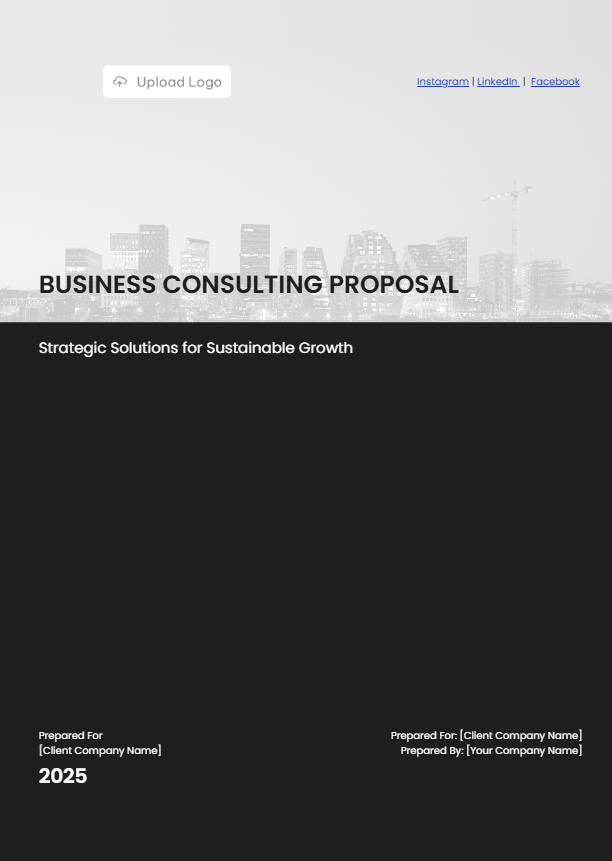 Upload Logo
Instagram | LinkedIn | Facebook
BUSINESS CONSULTING PROPOSAL
Strategic Solutions for Sustainable Growth
Prepared For
[Client Company Name]
2025
Prepared For: [Client Company Name]
Prepared By: [Your Company Name]